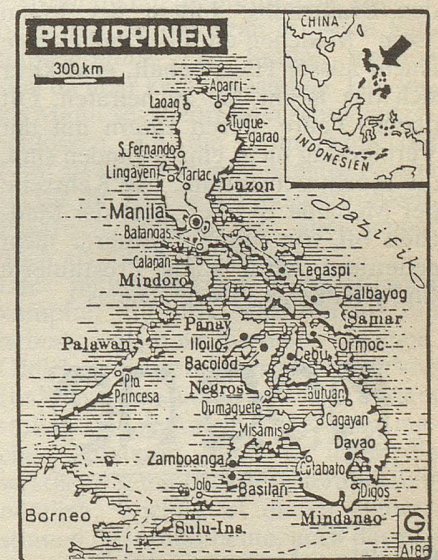 PHILIPPINEN
300 km
CHINA
INDONESIEN
Aparri
Laoag
Tugue-
garao
S.Fernando
Lingayen
Tarlac
Luzon
Pazifik
Manila
Batangas
Calapan
Legaspi
Mindoro
Calbayog
Samar
Panay
Palawan
Iloilo
Cebu
Ormoc
Bacolod
Pto.
Princesa
Negros
Butuan
Dumaguete
Cagayan
Misamis
Davao
Zamboanga
Cotabato
Jolo
Basilan
Digos
Borneo
Mindanao
Sulu-Ins.
G